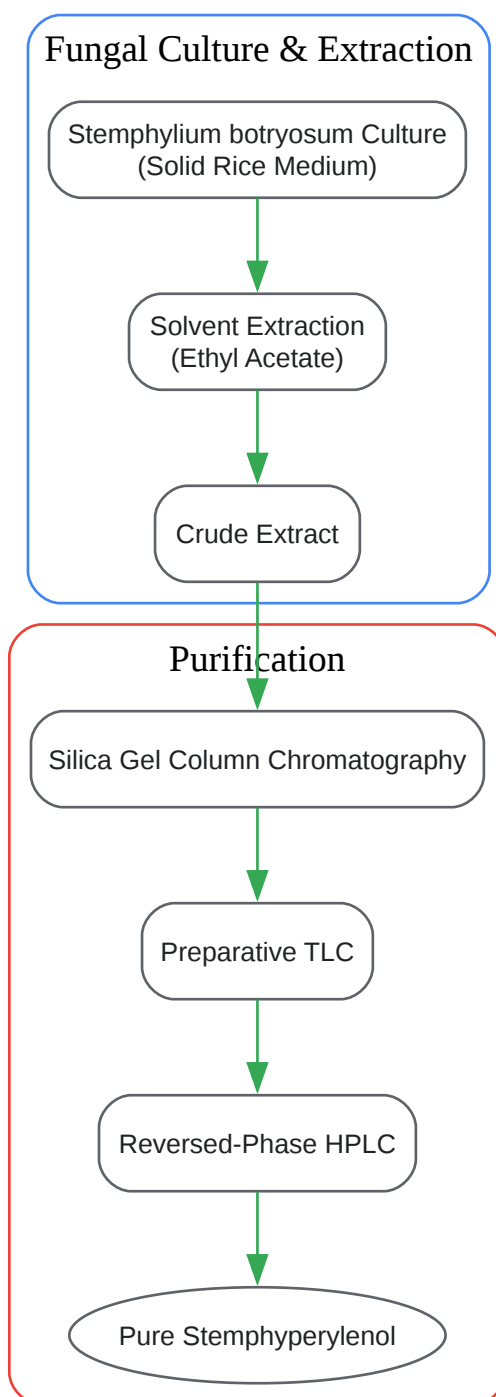 Fungal Culture & Extraction
Stemphylium botryosum Culture
(Solid Rice Medium)
Solvent Extraction
(Ethyl Acetate)
Crude Extract
Purification
Silica Gel Column Chromatography
Preparative TLC
Reversed-Phase HPLC
Pure Stemphyperylenol